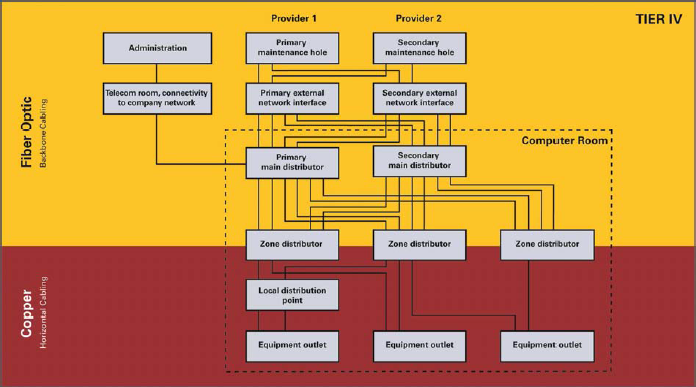 Provider 1
Provider 2
TIER IV
Administration
Primary
maintenance hole
Secondary
maintenance hole
Telecom room, connectivity
to company network
Primary external
network interface
Secondary external
network interface
Computer Room
Primary
main distributor
Secondary
main distributor
Zone distributor
Zone distributor
Zone distributor
Local distribution
point
Equipment outlet
Equipment outlet
Equipment outlet
Fiber Optic
Backbone Calbling
Copper
Horizontal Cabling